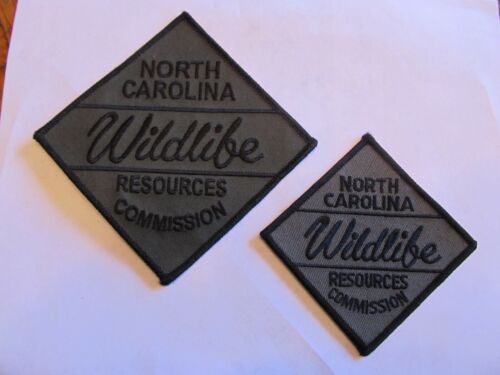 NORTH
CAROLINA
Wildlife
RESOURCES
COMMISSION
NORTH
CAROLINA
Wildlife
RESOURCES
COMMISSION